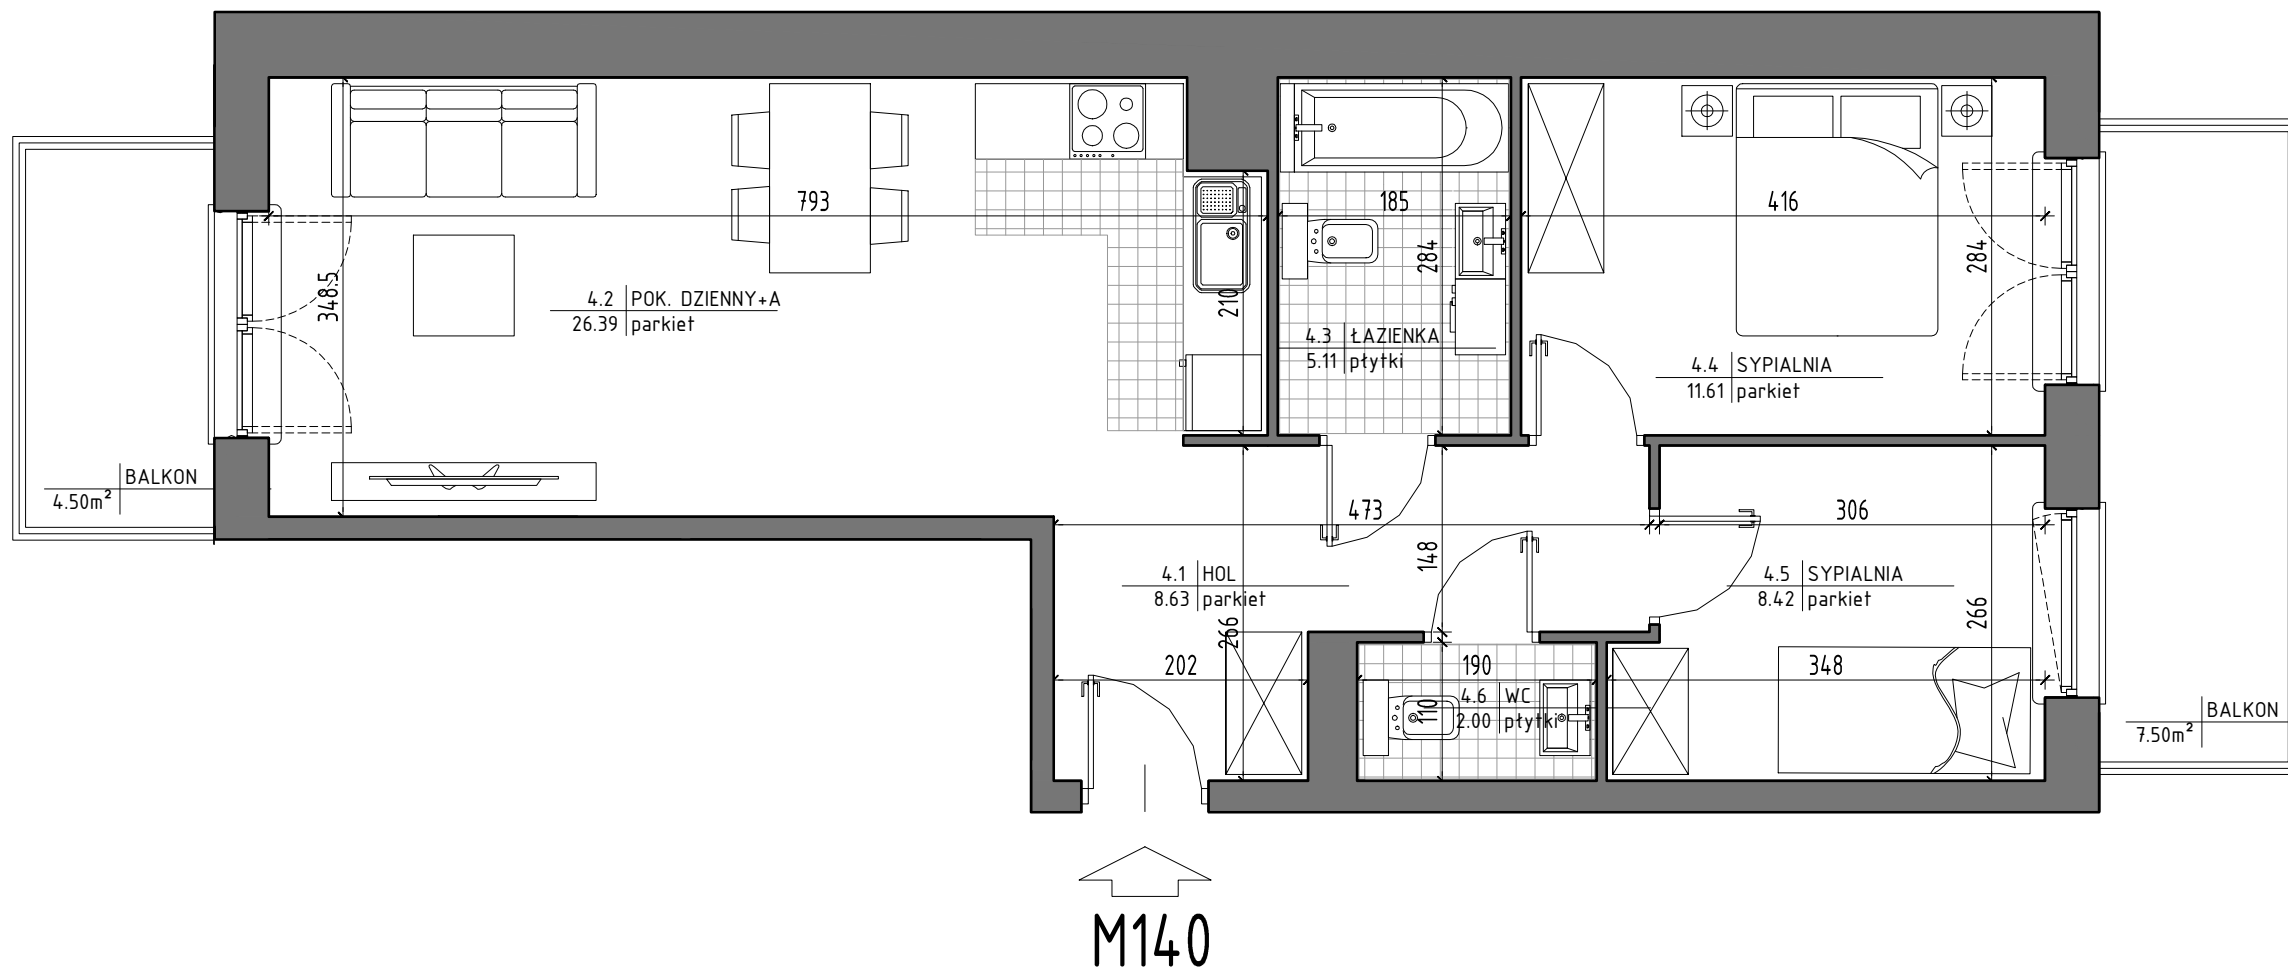 793
185
416
284
284
348.5
210
4.2 POK. DZIENNY+A
26.39 parkiet
4.3 ŁAZIENKA
5.11 płytki
4.4 SYPIALNIA
11.61 parkiet
BALKON
4.50m²
473
306
148
4.1 HOL
8.63 parkiet
4.5 SYPIALNIA
8.42 parkiet
266
266
202
190
348
4.6 WC
2.00 płytki
110
BALKON
7.50m²
M140